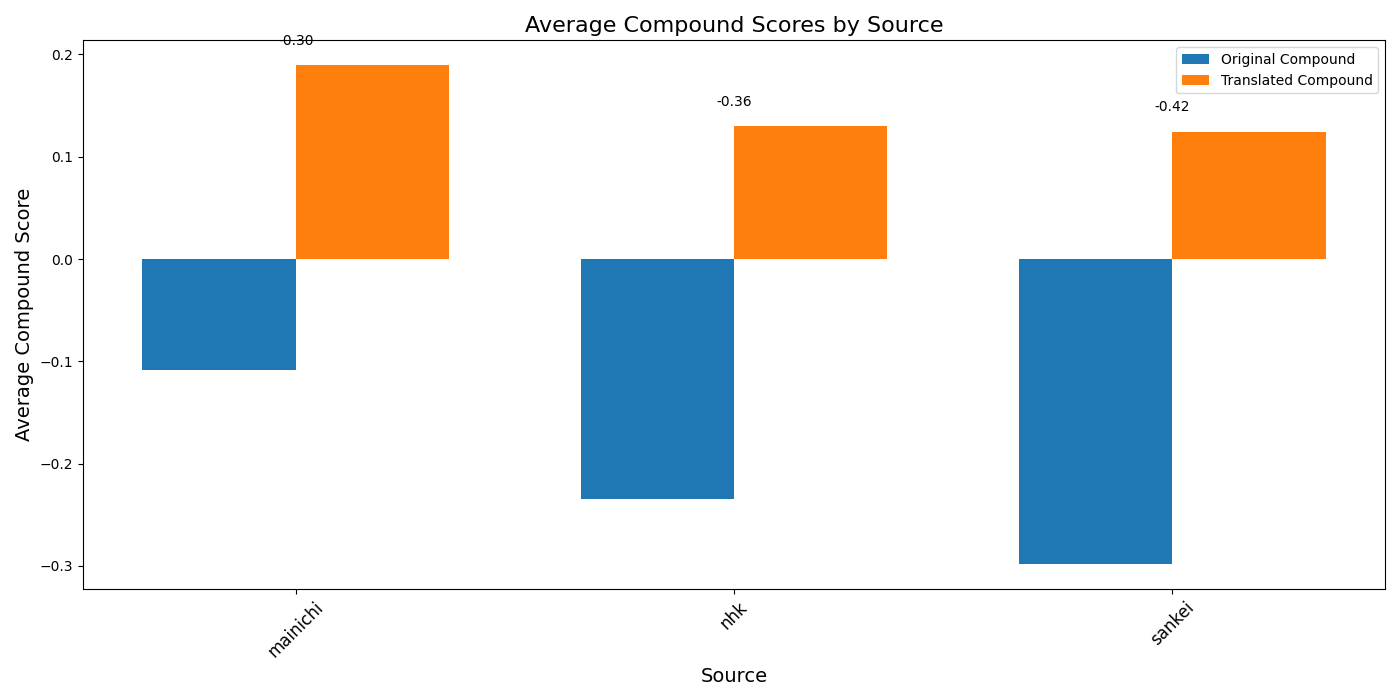 Average Compound Scores by Source
-0.30
-0.36
-0.42
Original Compound
Translated Compound
Average Compound Score
0.2
0.1
0.0
−0.1
−0.2
−0.3
mainichi
nhk
sankei
Source